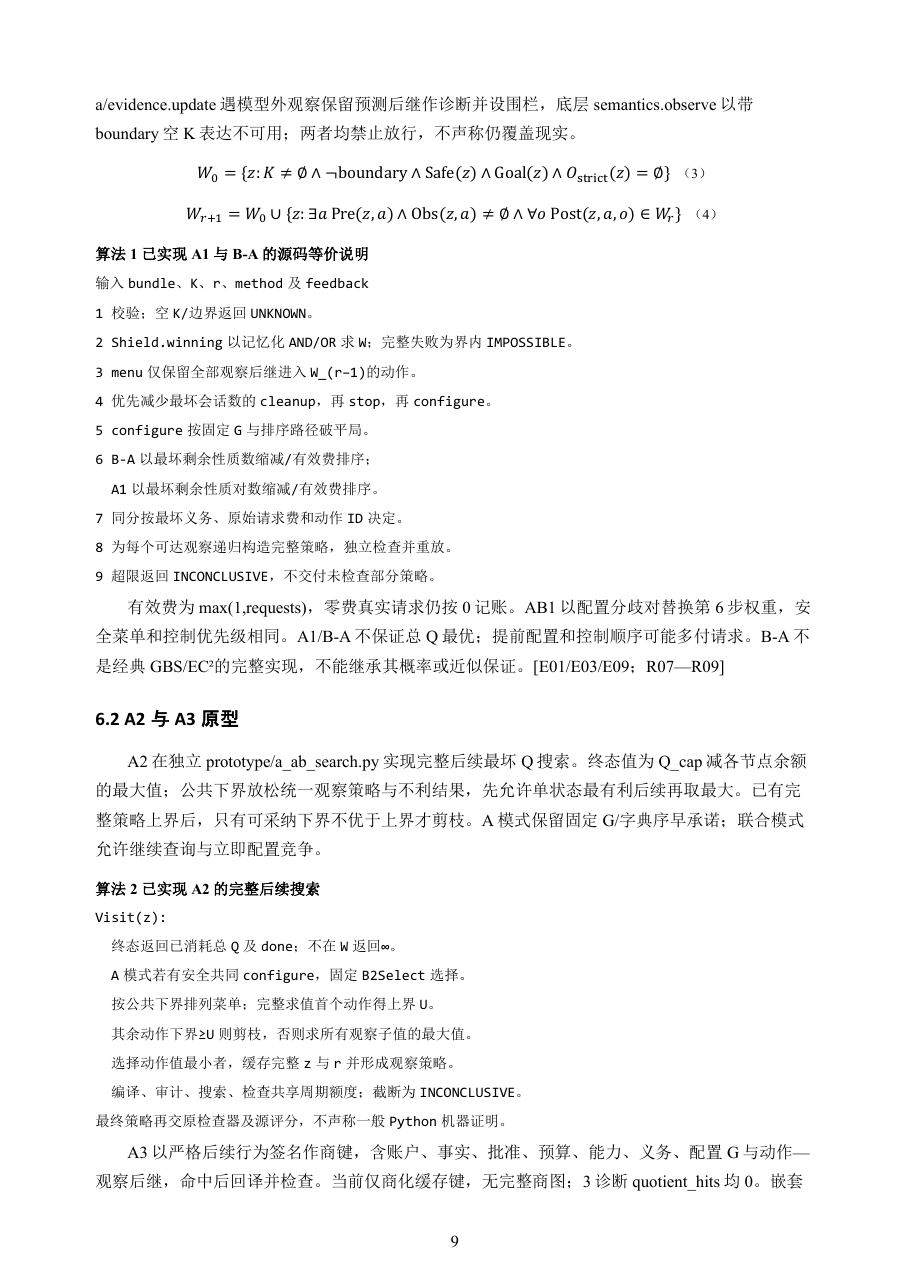 a/evidence.update 遇模型外观察保留预测后继作诊断并设围栏，底层 semantics.observe 以带
boundary 空 K 表达不可用；两者均禁止放行，不声称仍覆盖现实。
W₀ = {z: K ≠ ∅ ∧ ¬boundary ∧ Safe(z) ∧ Goal(z) ∧ O_strict(z) = ∅} （3）
W_{r+1} = W₀ ∪ {z: ∃a Pre(z, a) ∧ Obs(z, a) ≠ ∅ ∧ ∀o Post(z, a, o) ∈ W_r} （4）
算法 1 已实现 A1 与 B-A 的源码等价说明
输入 bundle、K、r、method 及 feedback
1 校验；空 K/边界返回 UNKNOWN。
2 Shield.winning 以记忆化 AND/OR 求 W；完整失败为界内 IMPOSSIBLE。
3 menu 仅保留全部观察后继进入 W_(r−1)的动作。
4 优先减少最坏会话数的 cleanup，再 stop，再 configure。
5 configure 按固定 G 与排序路径破平局。
6 B-A 以最坏剩余性质数缩减/有效费排序；
A1 以最坏剩余性质对数缩减/有效费排序。
7 同分按最坏义务、原始请求费和动作 ID 决定。
8 为每个可达观察递归构造完整策略，独立检查并重放。
9 超限返回 INCONCLUSIVE，不交付未检查部分策略。
有效费为 max(1,requests)，零费真实请求仍按 0 记账。AB1 以配置分歧对替换第 6 步权重，安
全菜单和控制优先级相同。A1/B-A 不保证总 Q 最优；提前配置和控制顺序可能多付请求。B-A 不
是经典 GBS/EC²的完整实现，不能继承其概率或近似保证。[E01/E03/E09；R07—R09]
6.2 A2 与 A3 原型
A2 在独立 prototype/a_ab_search.py 实现完整后续最坏 Q 搜索。终态值为 Q_cap 减各节点余额
的最大值；公共下界放松统一观察策略与不利结果，先允许单状态最有利后续再取最大。已有完
整策略上界后，只有可采纳下界不优于上界才剪枝。A 模式保留固定 G/字典序早承诺；联合模式
允许继续查询与立即配置竞争。
算法 2 已实现 A2 的完整后续搜索
Visit(z):
终态返回已消耗总 Q 及 done；不在 W 返回∞。
A 模式若有安全共同 configure，固定 B2Select 选择。
按公共下界排列菜单；完整求值首个动作得上界 U。
其余动作下界≥U 则剪枝，否则求所有观察子值的最大值。
选择动作值最小者，缓存完整 z 与 r 并形成观察策略。
编译、审计、搜索、检查共享周期额度；截断为 INCONCLUSIVE。
最终策略再交原检查器及源评分，不声称一般 Python 机器证明。
A3 以严格后续行为签名作商键，含账户、事实、批准、预算、能力、义务、配置 G 与动作—
观察后继，命中后回译并检查。当前仅商化缓存键，无完整商图；3 诊断 quotient_hits 均 0。嵌套
9